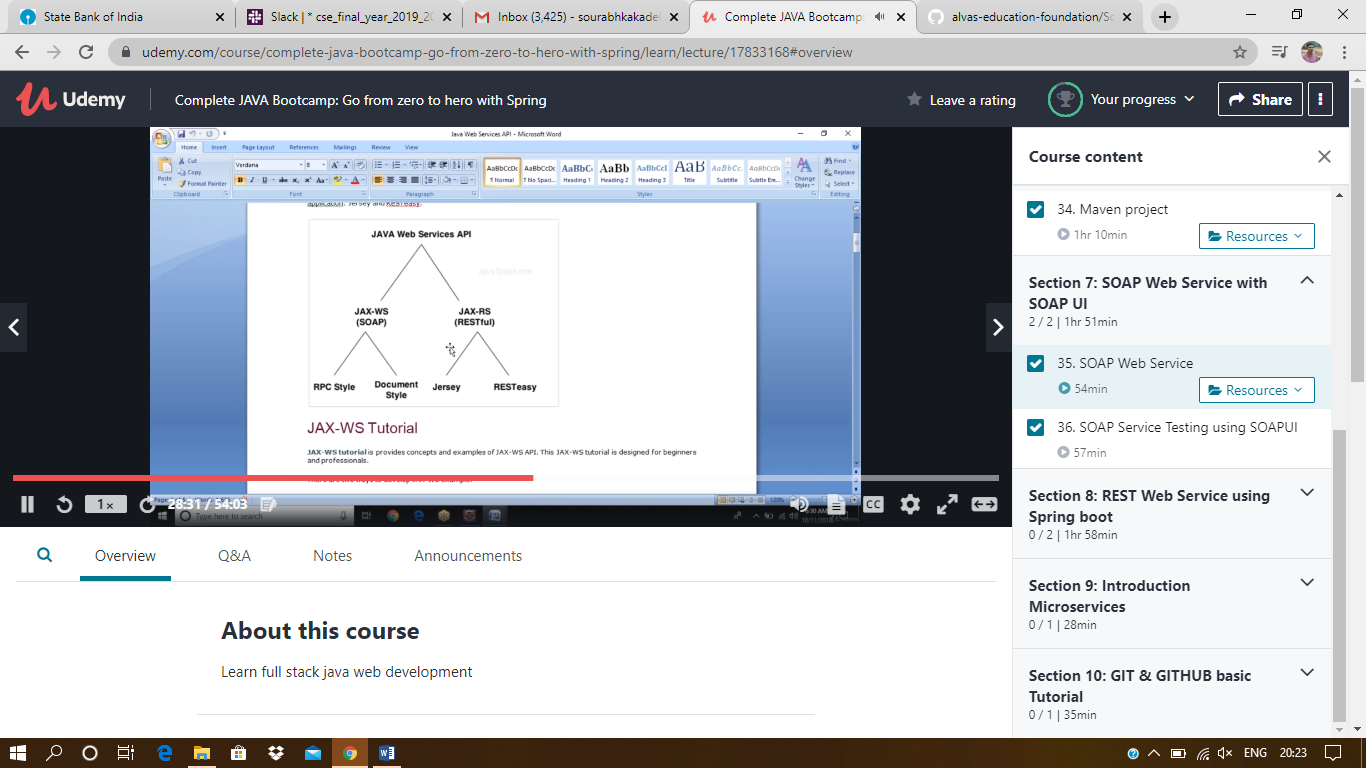 State Bank of India
Slack | * cse_final_year_2019_20
Inbox (3,425) - sourabhkakade
Complete JAVA Bootcamp:
alvas-education-foundation/So
udemy.com/course/complete-java-bootcamp-go-from-zero-to-hero-with-spring/learn/lecture/17833168#overview
Udemy
Complete JAVA Bootcamp: Go from zero to hero with Spring
Leave a rating
Your progress
Share
Java Web Services API - Microsoft Word
Home Insert Page Layout References Mailings Review View
Paste
Cut
Copy
Format Painter
Clipboard
Verdana 8
Font
Paragraph
AaBbCcDc AaBbCcDc AaBbC AaBb AaBbCcI AaB AaBbCc. AaBbCcDc
¶ Normal ¶ No Spaci... Heading 1 Heading 2 Heading 3 Title Subtitle Subtle Em...
Styles
Change Styles
Find
Replace
Select
Editing
application: Jersey and RESTeasy.
JAVA Web Services API
JavaTpoint.com
JAX-WS (SOAP)
JAX-RS (RESTful)
RPC Style
Document Style
Jersey
RESTeasy
JAX-WS Tutorial
JAX-WS tutorial is provides concepts and examples of JAX-WS API. This JAX-WS tutorial is designed for beginners
and professionals.
120%
1x
28:31 / 54:03
CC
Type here to search
Course content
34. Maven project
1hr 10min
Resources
Section 7: SOAP Web Service with
SOAP UI
2 / 2 | 1hr 51min
35. SOAP Web Service
54min
Resources
36. SOAP Service Testing using SOAPUI
57min
Section 8: REST Web Service using
Spring boot
0 / 2 | 1hr 58min
Section 9: Introduction
Microservices
0 / 1 | 28min
Section 10: GIT & GITHUB basic
Tutorial
0 / 1 | 35min
Overview
Q&A
Notes
Announcements
About this course
Learn full stack java web development
ENG
20:23